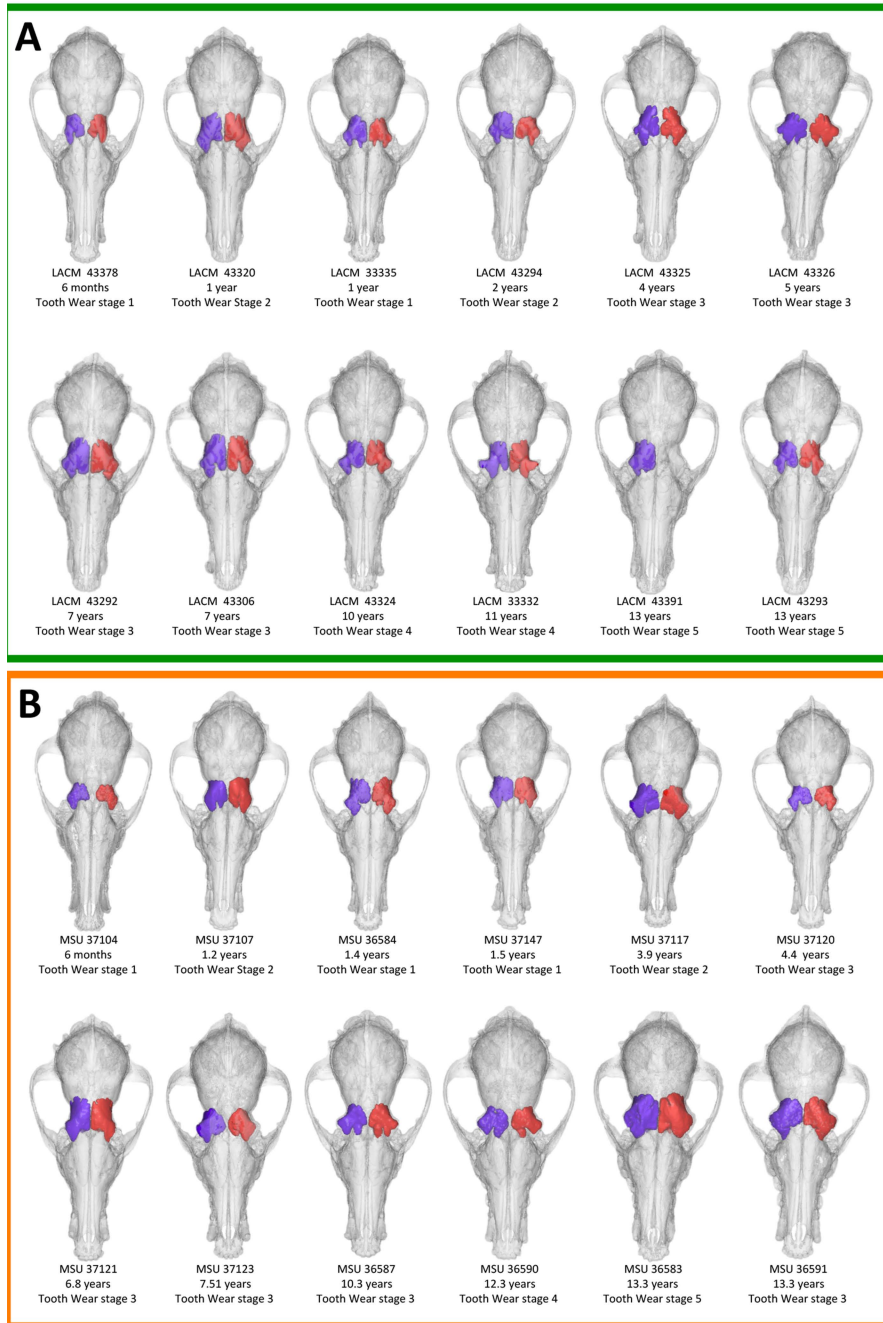 A
LACM 43378
6 months
Tooth Wear stage 1
LACM 43320
1 year
Tooth Wear Stage 2
LACM 33335
1 year
Tooth Wear stage 1
LACM 43294
2 years
Tooth Wear stage 2
LACM 43325
4 years
Tooth Wear stage 3
LACM 43326
5 years
Tooth Wear stage 3
LACM 43292
7 years
Tooth Wear stage 3
LACM 43306
7 years
Tooth Wear stage 3
LACM 43324
10 years
Tooth Wear stage 4
LACM 33332
11 years
Tooth Wear stage 4
LACM 43391
13 years
Tooth Wear stage 5
LACM 43293
13 years
Tooth Wear stage 5
B
MSU 37104
6 months
Tooth Wear stage 1
MSU 37107
1.2 years
Tooth Wear Stage 2
MSU 36584
1.4 years
Tooth Wear stage 1
MSU 37147
1.5 years
Tooth Wear stage 1
MSU 37117
3.9 years
Tooth Wear stage 2
MSU 37120
4.4 years
Tooth Wear stage 3
MSU 37121
6.8 years
Tooth Wear stage 3
MSU 37123
7.51 years
Tooth Wear stage 3
MSU 36587
10.3 years
Tooth Wear stage 3
MSU 36590
12.3 years
Tooth Wear stage 4
MSU 36583
13.3 years
Tooth Wear stage 5
MSU 36591
13.3 years
Tooth Wear stage 3